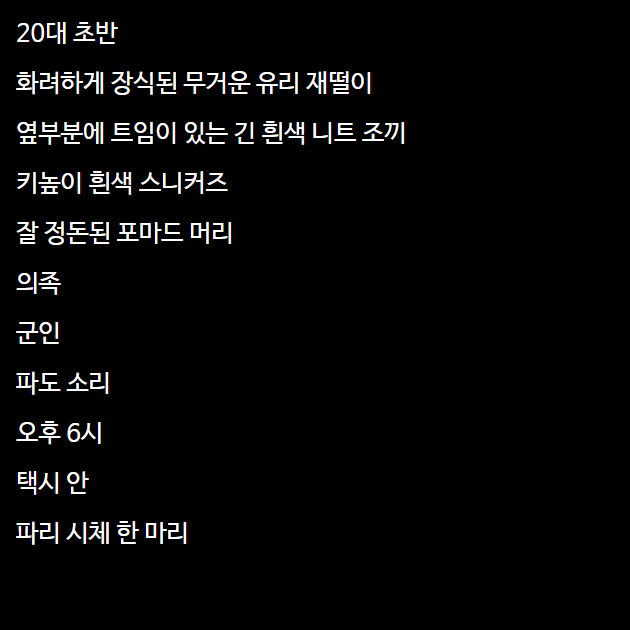 20대 초반
화려하게 장식된 무거운 유리 재떨이
옆부분에 트임이 있는 긴 흰색 니트 조끼
키높이 흰색 스니커즈
잘 정돈된 포마드 머리
의족
군인
파도 소리
오후 6시
택시 안
파리 시체 한 마리